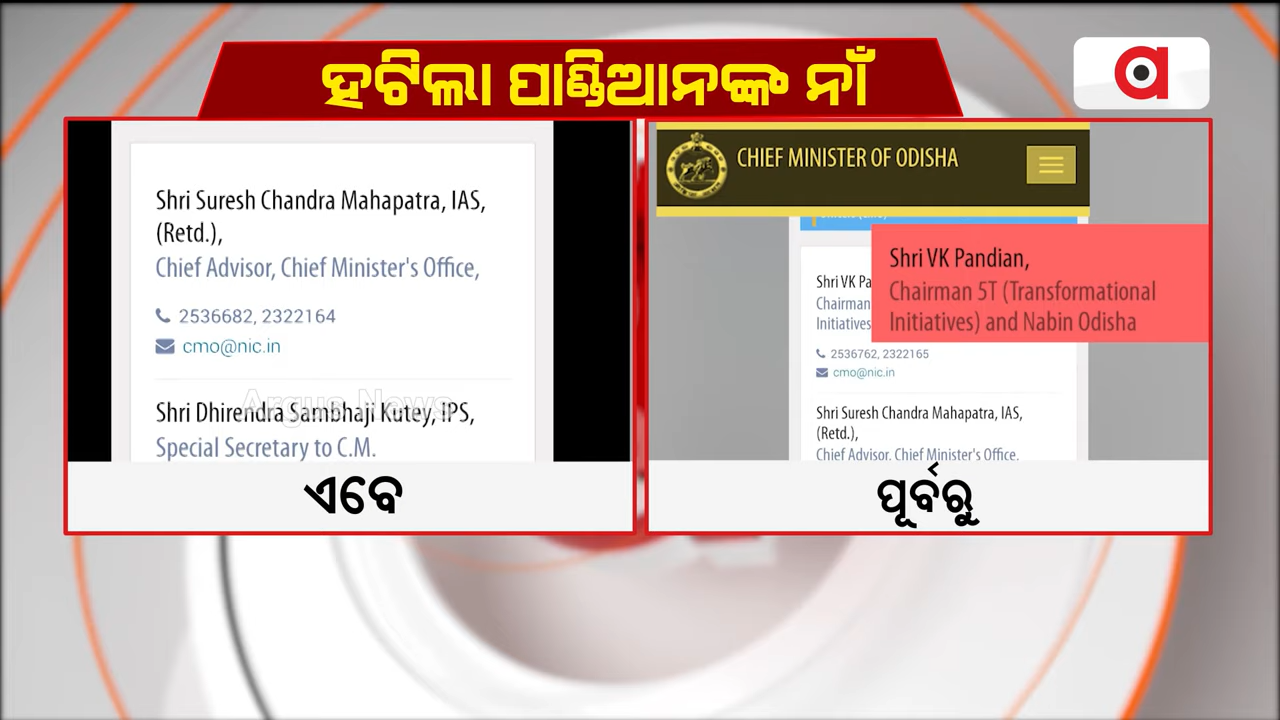 ହଟିଲା ପାଣ୍ଡିଆନଙ୍କ ନାଁ
a
Shri Suresh Chandra Mahapatra, IAS,
(Retd.),
Chief Advisor, Chief Minister's Office,
2536682, 2322164
cmo@nic.in
Argus News
Shri Dhirendra Sambhaji Kutey, IPS,
Special Secretary to C.M.
ଏବେ
CHIEF MINISTER OF ODISHA
Shri VK Pandian,
Chairman 5T (Transformational
Initiatives) and Nabin Odisha
Shri VK Pa
Chairman
Initiatives)
2536762, 2322165
cmo@nic.in
Shri Suresh Chandra Mahapatra, IAS,
(Retd.),
Chief Advisor, Chief Minister's Office,
ପୂର୍ବରୁ